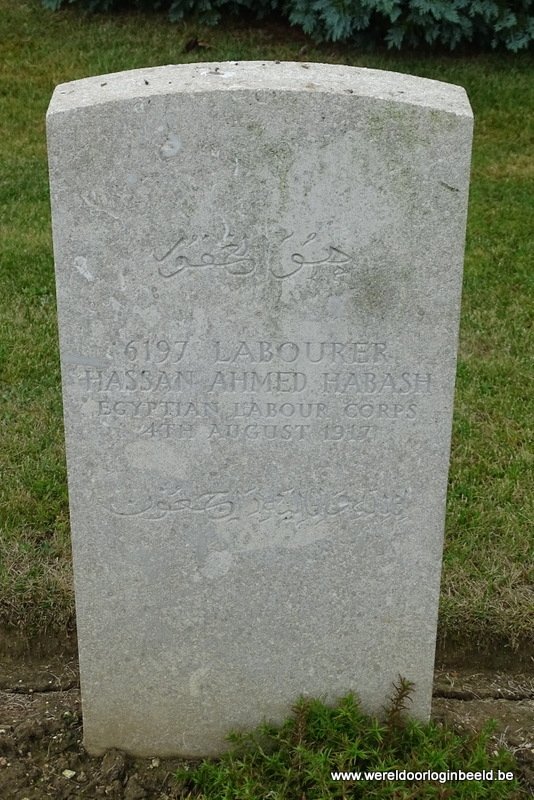 هو الغفور
6197 LABOURER
HASSAN AHMED HABASH
EGYPTIAN LABOUR CORPS
4TH AUGUST 1917
www.wereldoorloginbeeld.be